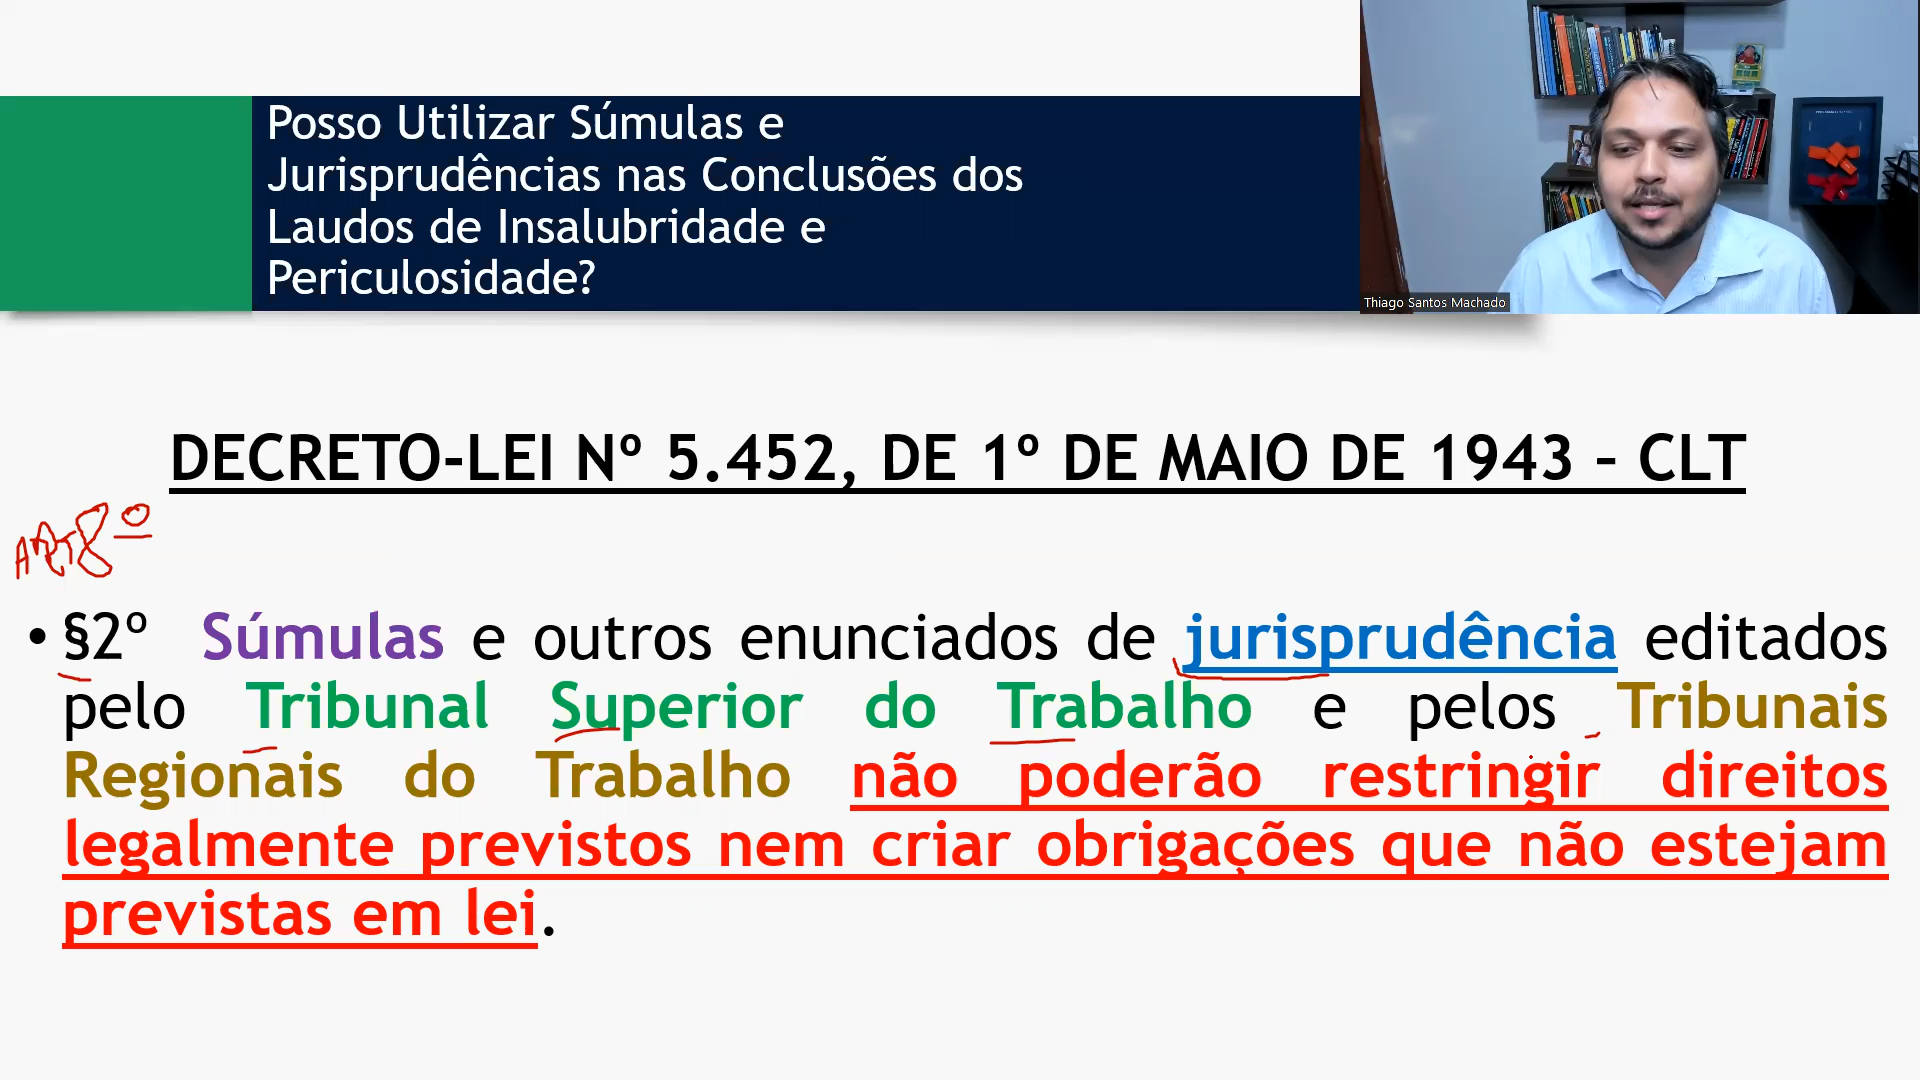 Posso Utilizar Súmulas e
Jurisprudências nas Conclusões dos
Laudos de Insalubridade e
Periculosidade?
Thiago Santos Machado
DECRETO-LEI Nº 5.452, DE 1º DE MAIO DE 1943 – CLT
ART 8º
• §2º Súmulas e outros enunciados de jurisprudência editados
pelo Tribunal Superior do Trabalho e pelos Tribunais
Regionais do Trabalho não poderão restringir direitos
legalmente previstos nem criar obrigações que não estejam
previstas em lei.